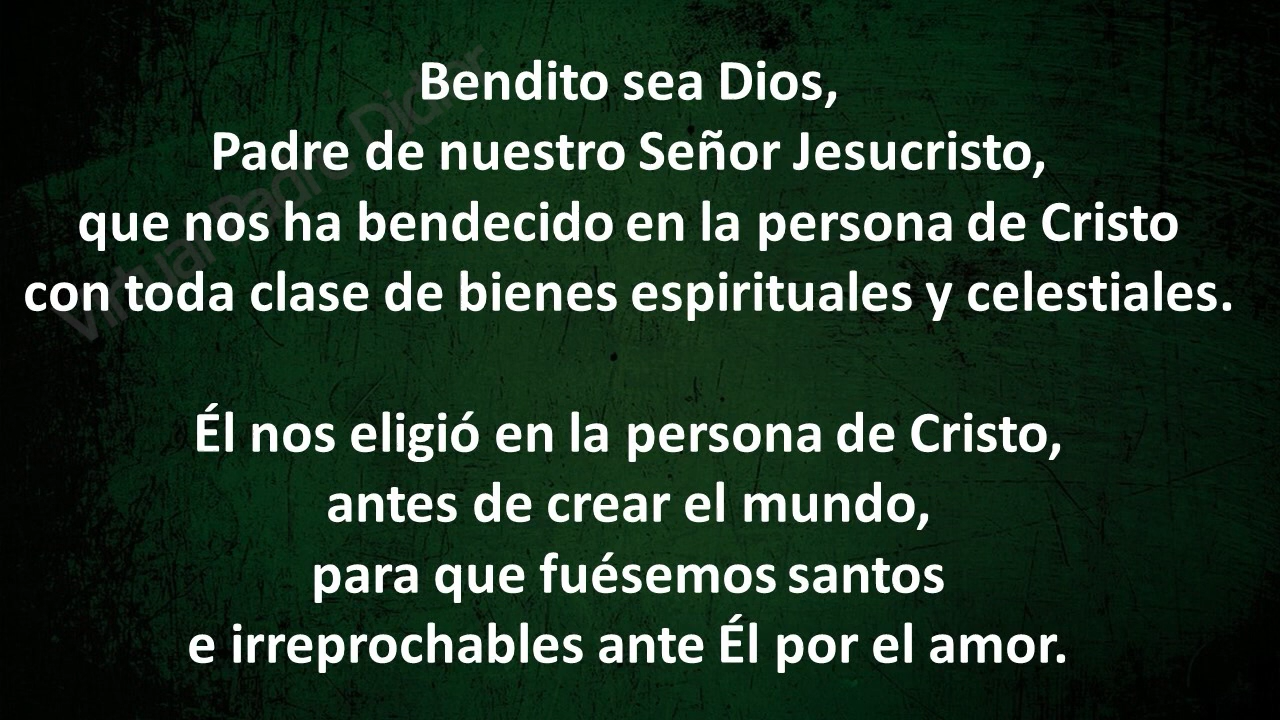 Bendito sea Dios,
Padre de nuestro Señor Jesucristo,
que nos ha bendecido en la persona de Cristo
con toda clase de bienes espirituales y celestiales.
Él nos eligió en la persona de Cristo,
antes de crear el mundo,
para que fuésemos santos
e irreprochables ante Él por el amor.
Virtual Padre